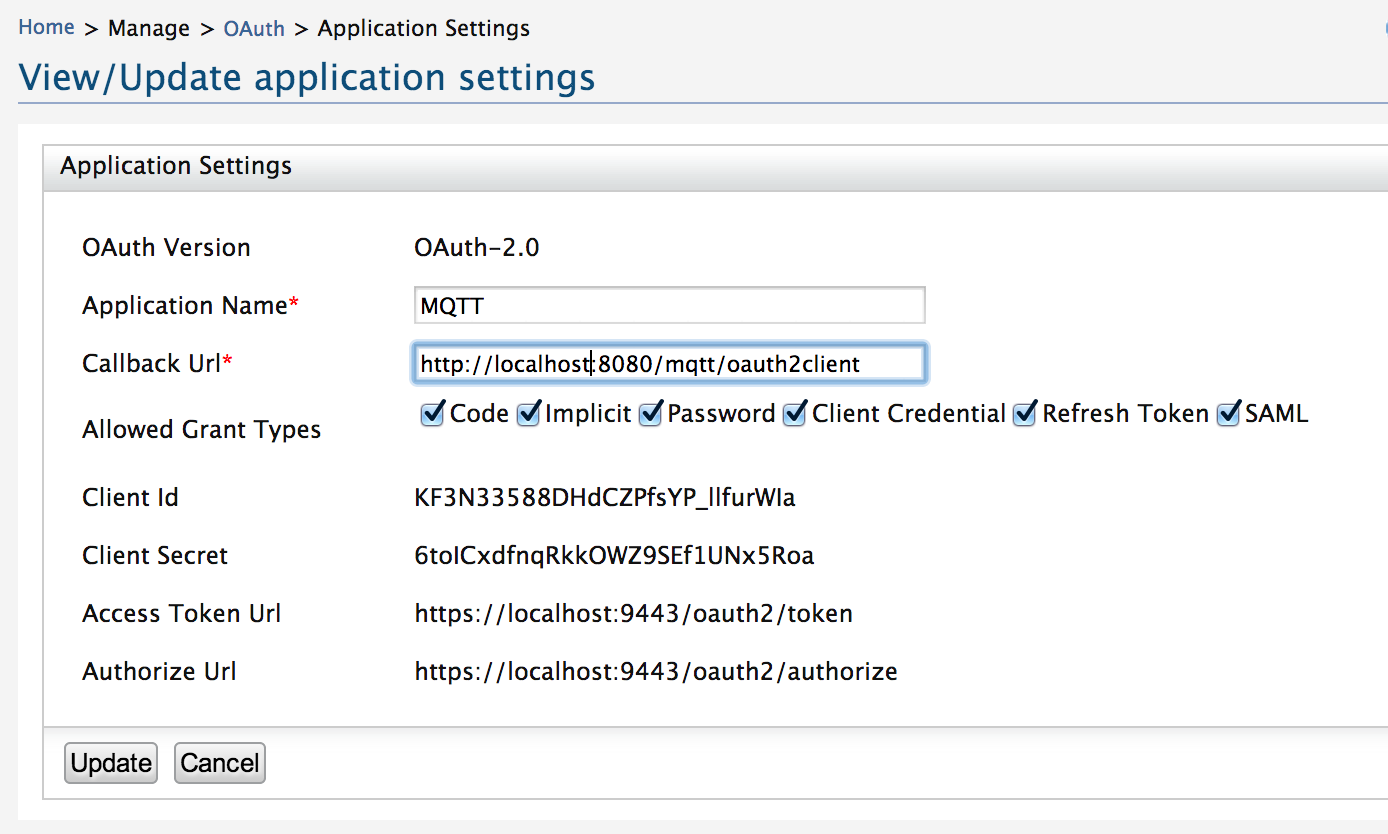 Home > Manage > OAuth > Application Settings
View/Update application settings
Application Settings
OAuth Version OAuth-2.0
Application Name* MQTT
Callback Url* http://localhost:8080/mqtt/oauth2client
Allowed Grant Types Code Implicit Password Client Credential Refresh Token SAML
Client Id KF3N33588DHdCZPfsYP_llfurWIa
Client Secret 6toICxdfnqRkkOWZ9SEf1UNx5Roa
Access Token Url https://localhost:9443/oauth2/token
Authorize Url https://localhost:9443/oauth2/authorize
Update Cancel